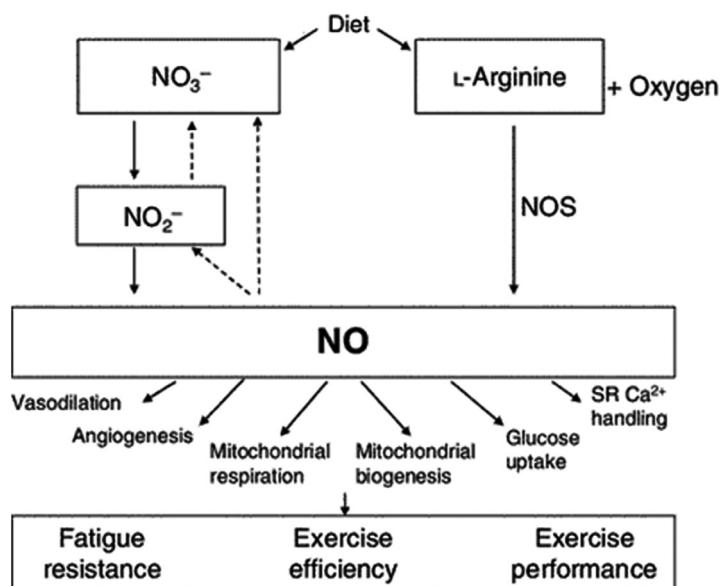 Diet
NO₃⁻
L-Arginine
+ Oxygen
NO₂⁻
NOS
NO
Vasodilation
Angiogenesis
Mitochondrial
respiration
Mitochondrial
biogenesis
Glucose
uptake
SR Ca²⁺
handling
Fatigue
resistance
Exercise
efficiency
Exercise
performance